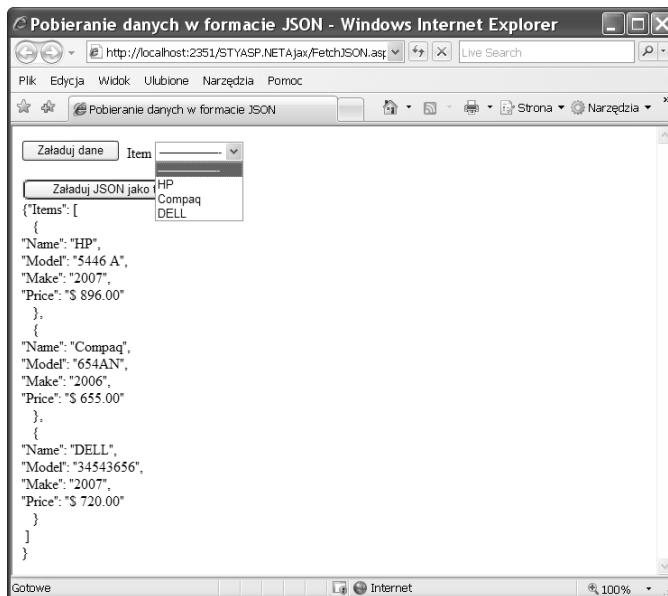 Pobieranie danych w formacie JSON - Windows Internet Explorer
http://localhost:2351/STYASP.NETAjax/FetchJSON.asp
Live Search
Plik Edycja Widok Ulubione Narzędzia Pomoc
Pobieranie danych w formacie JSON
Strona
Narzędzia
Załaduj dane
Item
HP
Compaq
DELL
Załaduj JSON jako
{"Items": [
{
"Name": "HP",
"Model": "5446 A",
"Make": "2007",
"Price": "$ 896.00"
},
{
"Name": "Compaq",
"Model": "654AN",
"Make": "2006",
"Price": "$ 655.00"
},
{
"Name": "DELL",
"Model": "34543656",
"Make": "2007",
"Price": "$ 720.00"
}
]
}
Gotowe
Internet
100%